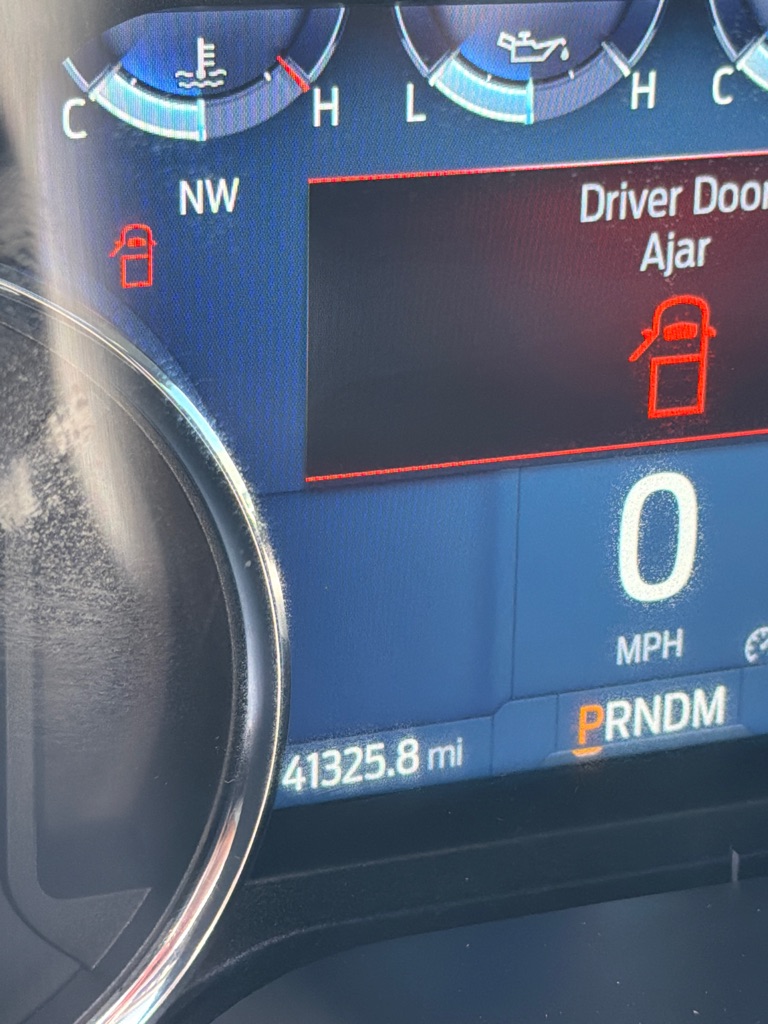 C H L H C
NW
Driver Door
Ajar
0
MPH
PRNDM
41325.8 mi